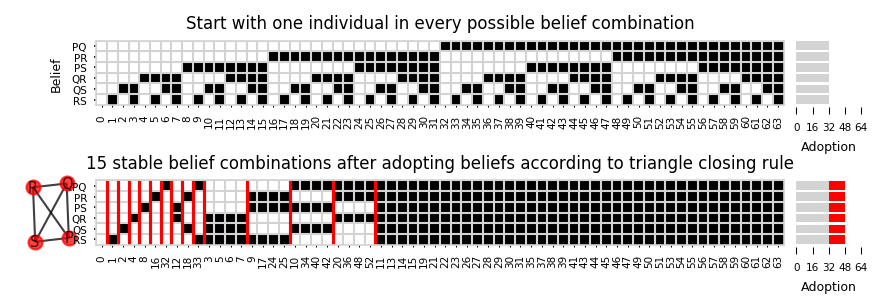 Start with one individual in every possible belief combination
Belief
PQ
PR
PS
QR
QS
RS
0 1 2 3 4 5 6 7 8 9 10 11 12 13 14 15 16 17 18 19 20 21 22 23 24 25 26 27 28 29 30 31 32 33 34 35 36 37 38 39 40 41 42 43 44 45 46 47 48 49 50 51 52 53 54 55 56 57 58 59 60 61 62 63
0 16 32 48 64
Adoption
15 stable belief combinations after adopting beliefs according to triangle closing rule
R Q
S P
PQ
PR
PS
QR
QS
RS
0 1 2 4 8 16 32 12 18 33 3 5 6 7 9 17 24 25 10 34 40 42 20 36 48 52 11 13 14 15 19 21 22 23 26 27 28 29 30 31 35 37 38 39 41 43 44 45 46 47 49 50 51 53 54 55 56 57 58 59 60 61 62 63
0 16 32 48 64
Adoption